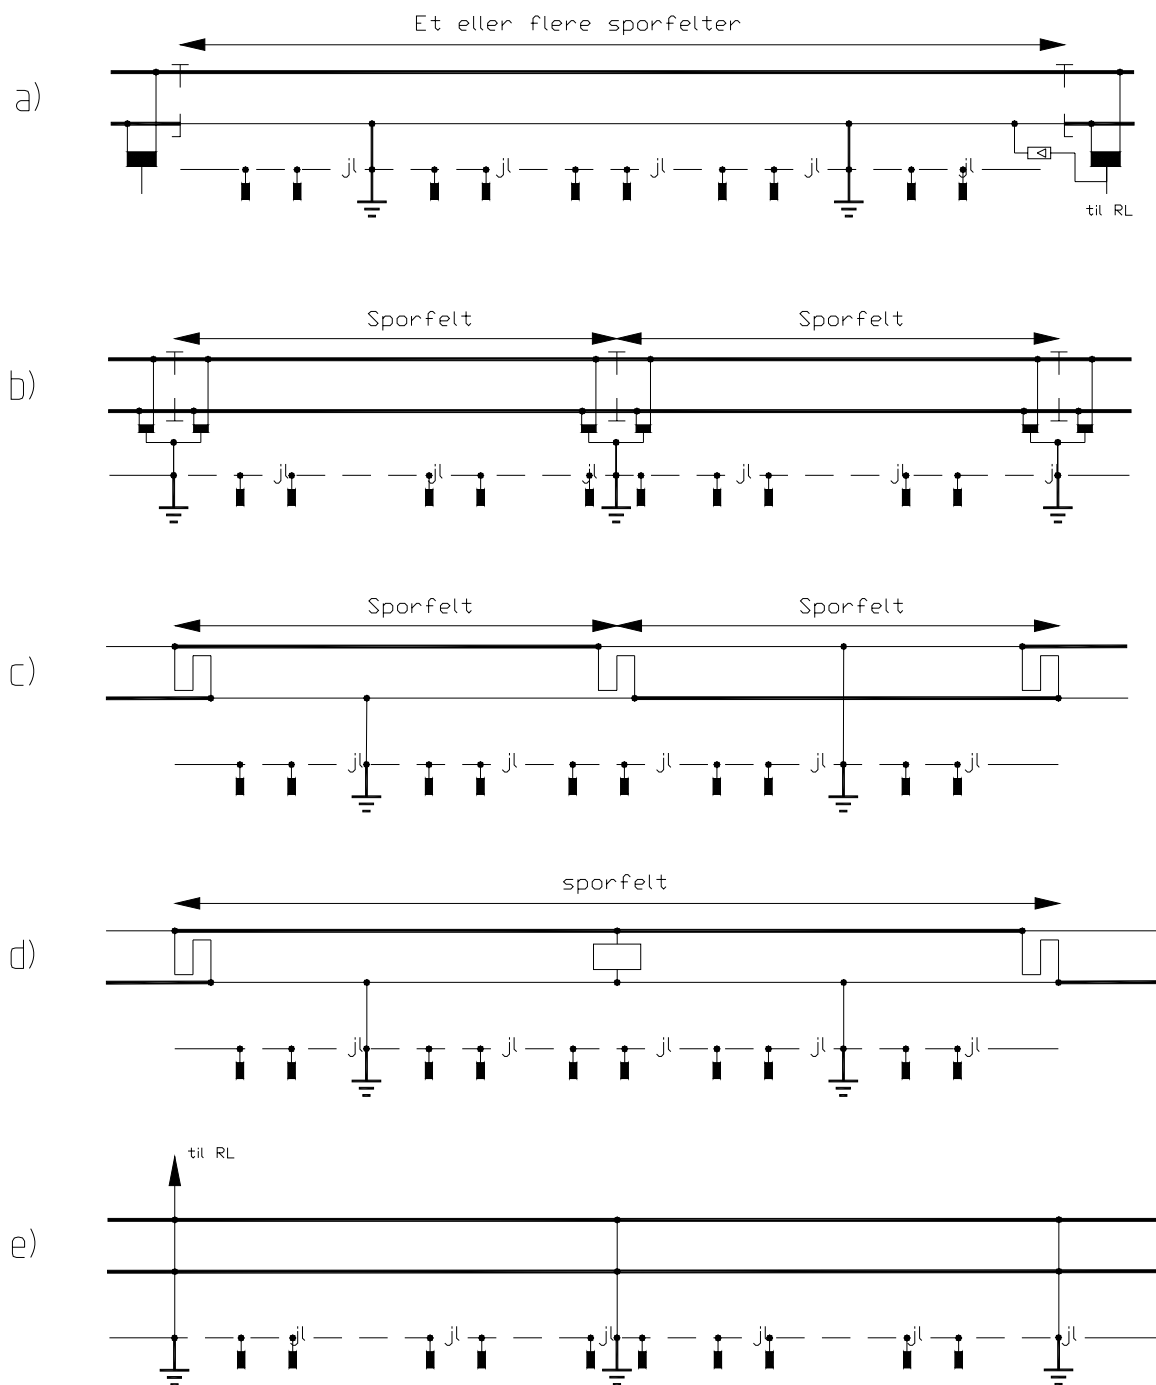 Et eller flere sporfelter
a)
jl jl jl jl jl
til RL
Sporfelt Sporfelt
b)
jl jl jl jl jl jl
Sporfelt Sporfelt
c)
jl jl jl jl jl
sporfelt
d)
jl jl jl jl jl
til RL
e)
jl jl jl jl jl jl